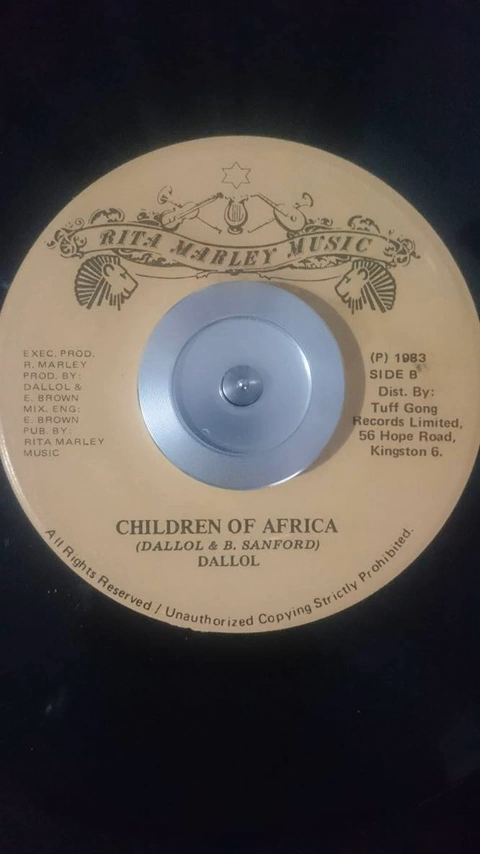 RITA MARLEY MUSIC
EXEC. PROD.
R. MARLEY
PROD. BY:
DALLOL &
E. BROWN
MIX. ENG:
E. BROWN
PUB. BY:
RITA MARLEY
MUSIC
(P) 1983
SIDE B
Dist. By:
Tuff Gong
Records Limited,
56 Hope Road,
Kingston 6.
CHILDREN OF AFRICA
(DALLOL & B. SANFORD)
DALLOL
All Rights Reserved / Unauthorized Copying Strictly Prohibited.